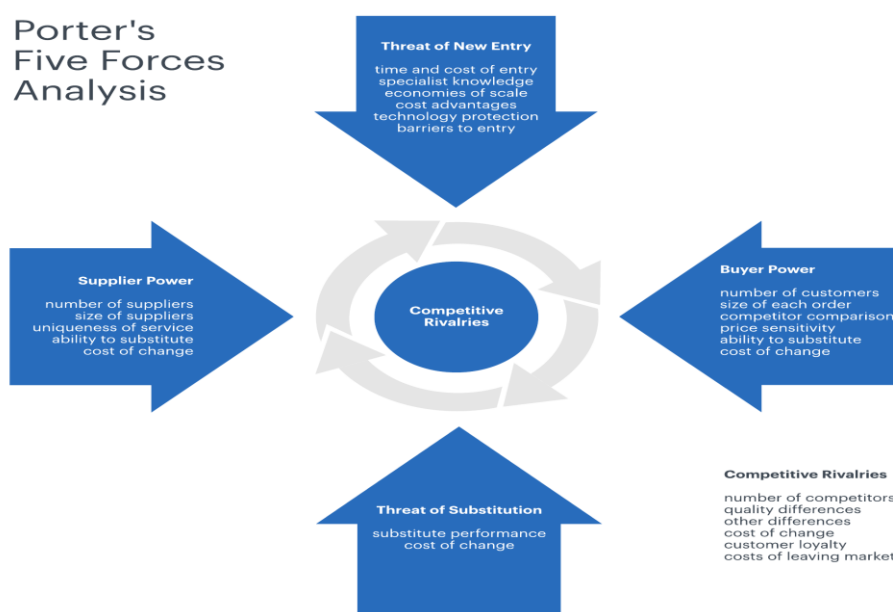 Porter's
Five Forces
Analysis
Threat of New Entry
time and cost of entry
specialist knowledge
economies of scale
cost advantages
technology protection
barriers to entry
Supplier Power
number of suppliers
size of suppliers
uniqueness of service
ability to substitute
cost of change
Competitive
Rivalries
Buyer Power
number of customers
size of each order
competitor comparison
price sensitivity
ability to substitute
cost of change
Threat of Substitution
substitute performance
cost of change
Competitive Rivalries
number of competitors
quality differences
other differences
cost of change
customer loyalty
costs of leaving market